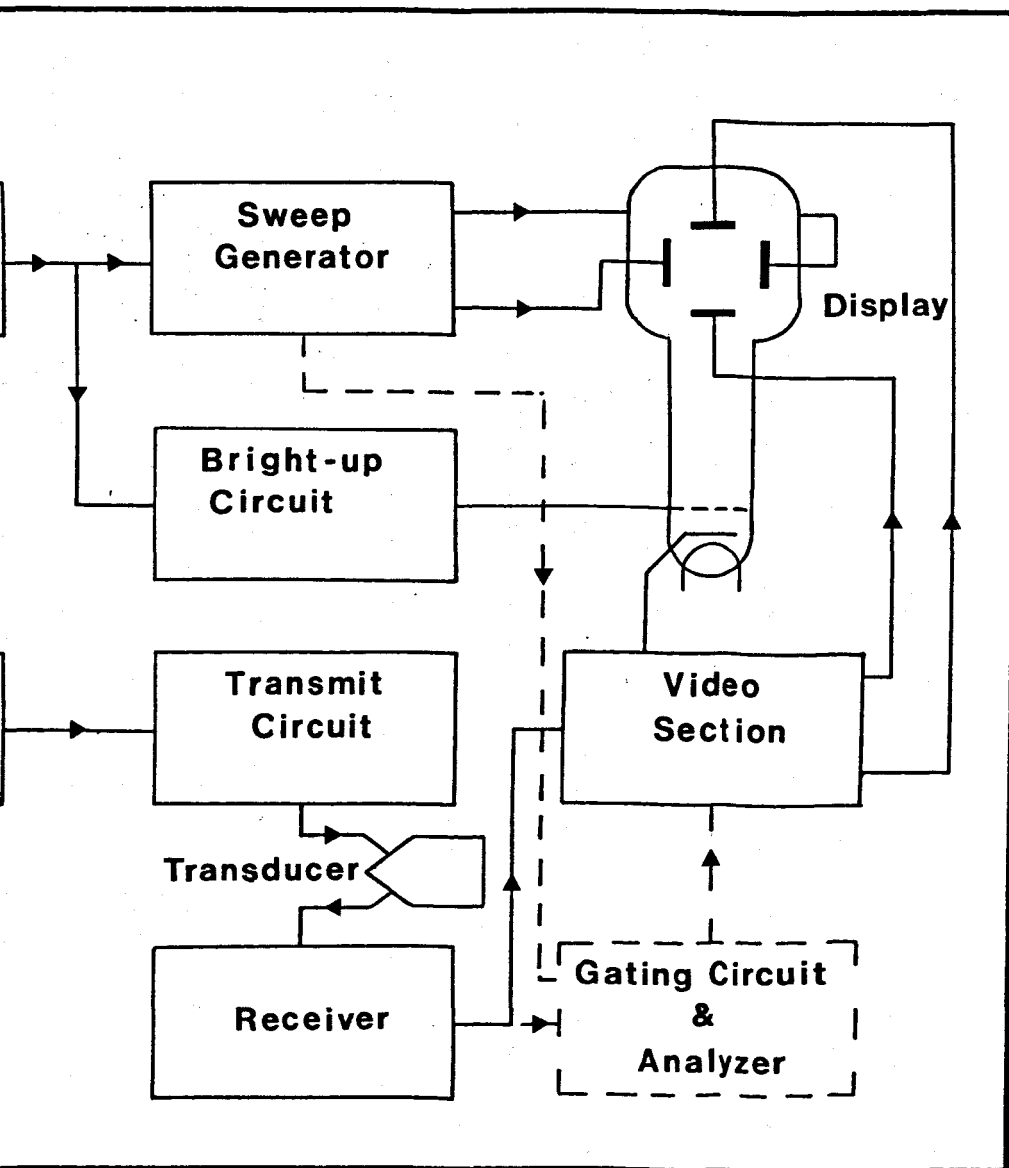 Sweep
Generator
Display
Bright-up
Circuit
Transmit
Circuit
Video
Section
Transducer
Gating Circuit
&
Analyzer
Receiver